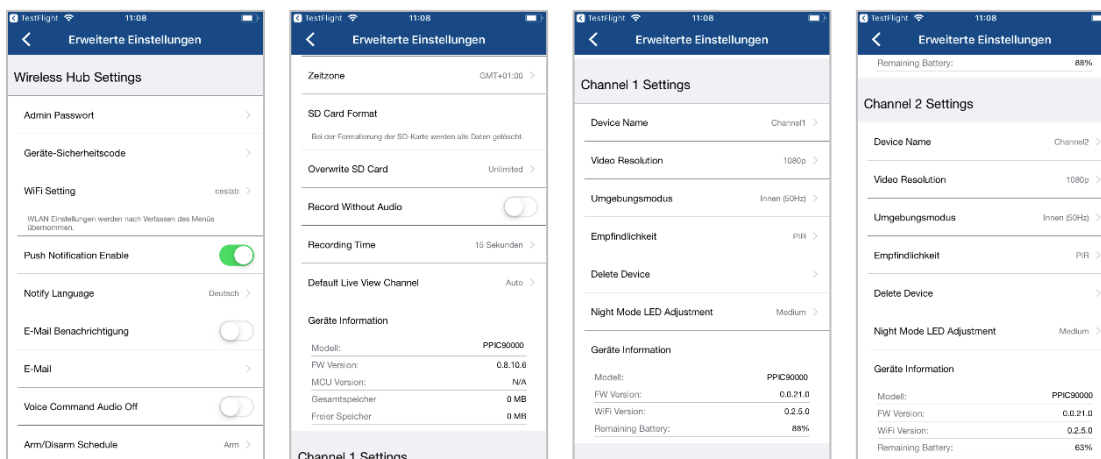 TestFlight 11:08
Erweiterte Einstellungen
Wireless Hub Settings
Admin Passwort
Geräte-Sicherheitscode
WiFi Setting ceslab
WLAN Einstellungen werden nach Verlassen des Menüs
übernommen.
Push Notification Enable
Notify Language Deutsch
E-Mail Benachrichtigung
E-Mail
Voice Command Audio Off
Arm/Disarm Schedule Arm
TestFlight 11:08
Erweiterte Einstellungen
Zeitzone GMT+01:00
SD Card Format
Bei der Formatierung der SD-Karte werden alle Daten gelöscht.
Overwrite SD Card Unlimited
Record Without Audio
Recording Time 15 Sekunden
Default Live View Channel Auto
Geräte Information
Modell: PPIC90000
FW Version: 0.8.10.6
MCU Version: N/A
Gesamtspeicher 0 MB
Freier Speicher 0 MB
Channel 1 Settings
TestFlight 11:08
Erweiterte Einstellungen
Channel 1 Settings
Device Name Channel1
Video Resolution 1080p
Umgebungsmodus Innen (50Hz)
Empfindlichkeit PIR
Delete Device
Night Mode LED Adjustment Medium
Geräte Information
Modell: PPIC90000
FW Version: 0.0.21.0
WiFi Version: 0.2.5.0
Remaining Battery: 88%
TestFlight 11:08
Erweiterte Einstellungen
Remaining Battery: 88%
Channel 2 Settings
Device Name Channel2
Video Resolution 1080p
Umgebungsmodus Innen (50Hz)
Empfindlichkeit PIR
Delete Device
Night Mode LED Adjustment Medium
Geräte Information
Modell: PPIC90000
FW Version: 0.0.21.0
WiFi Version: 0.2.5.0
Remaining Battery: 63%